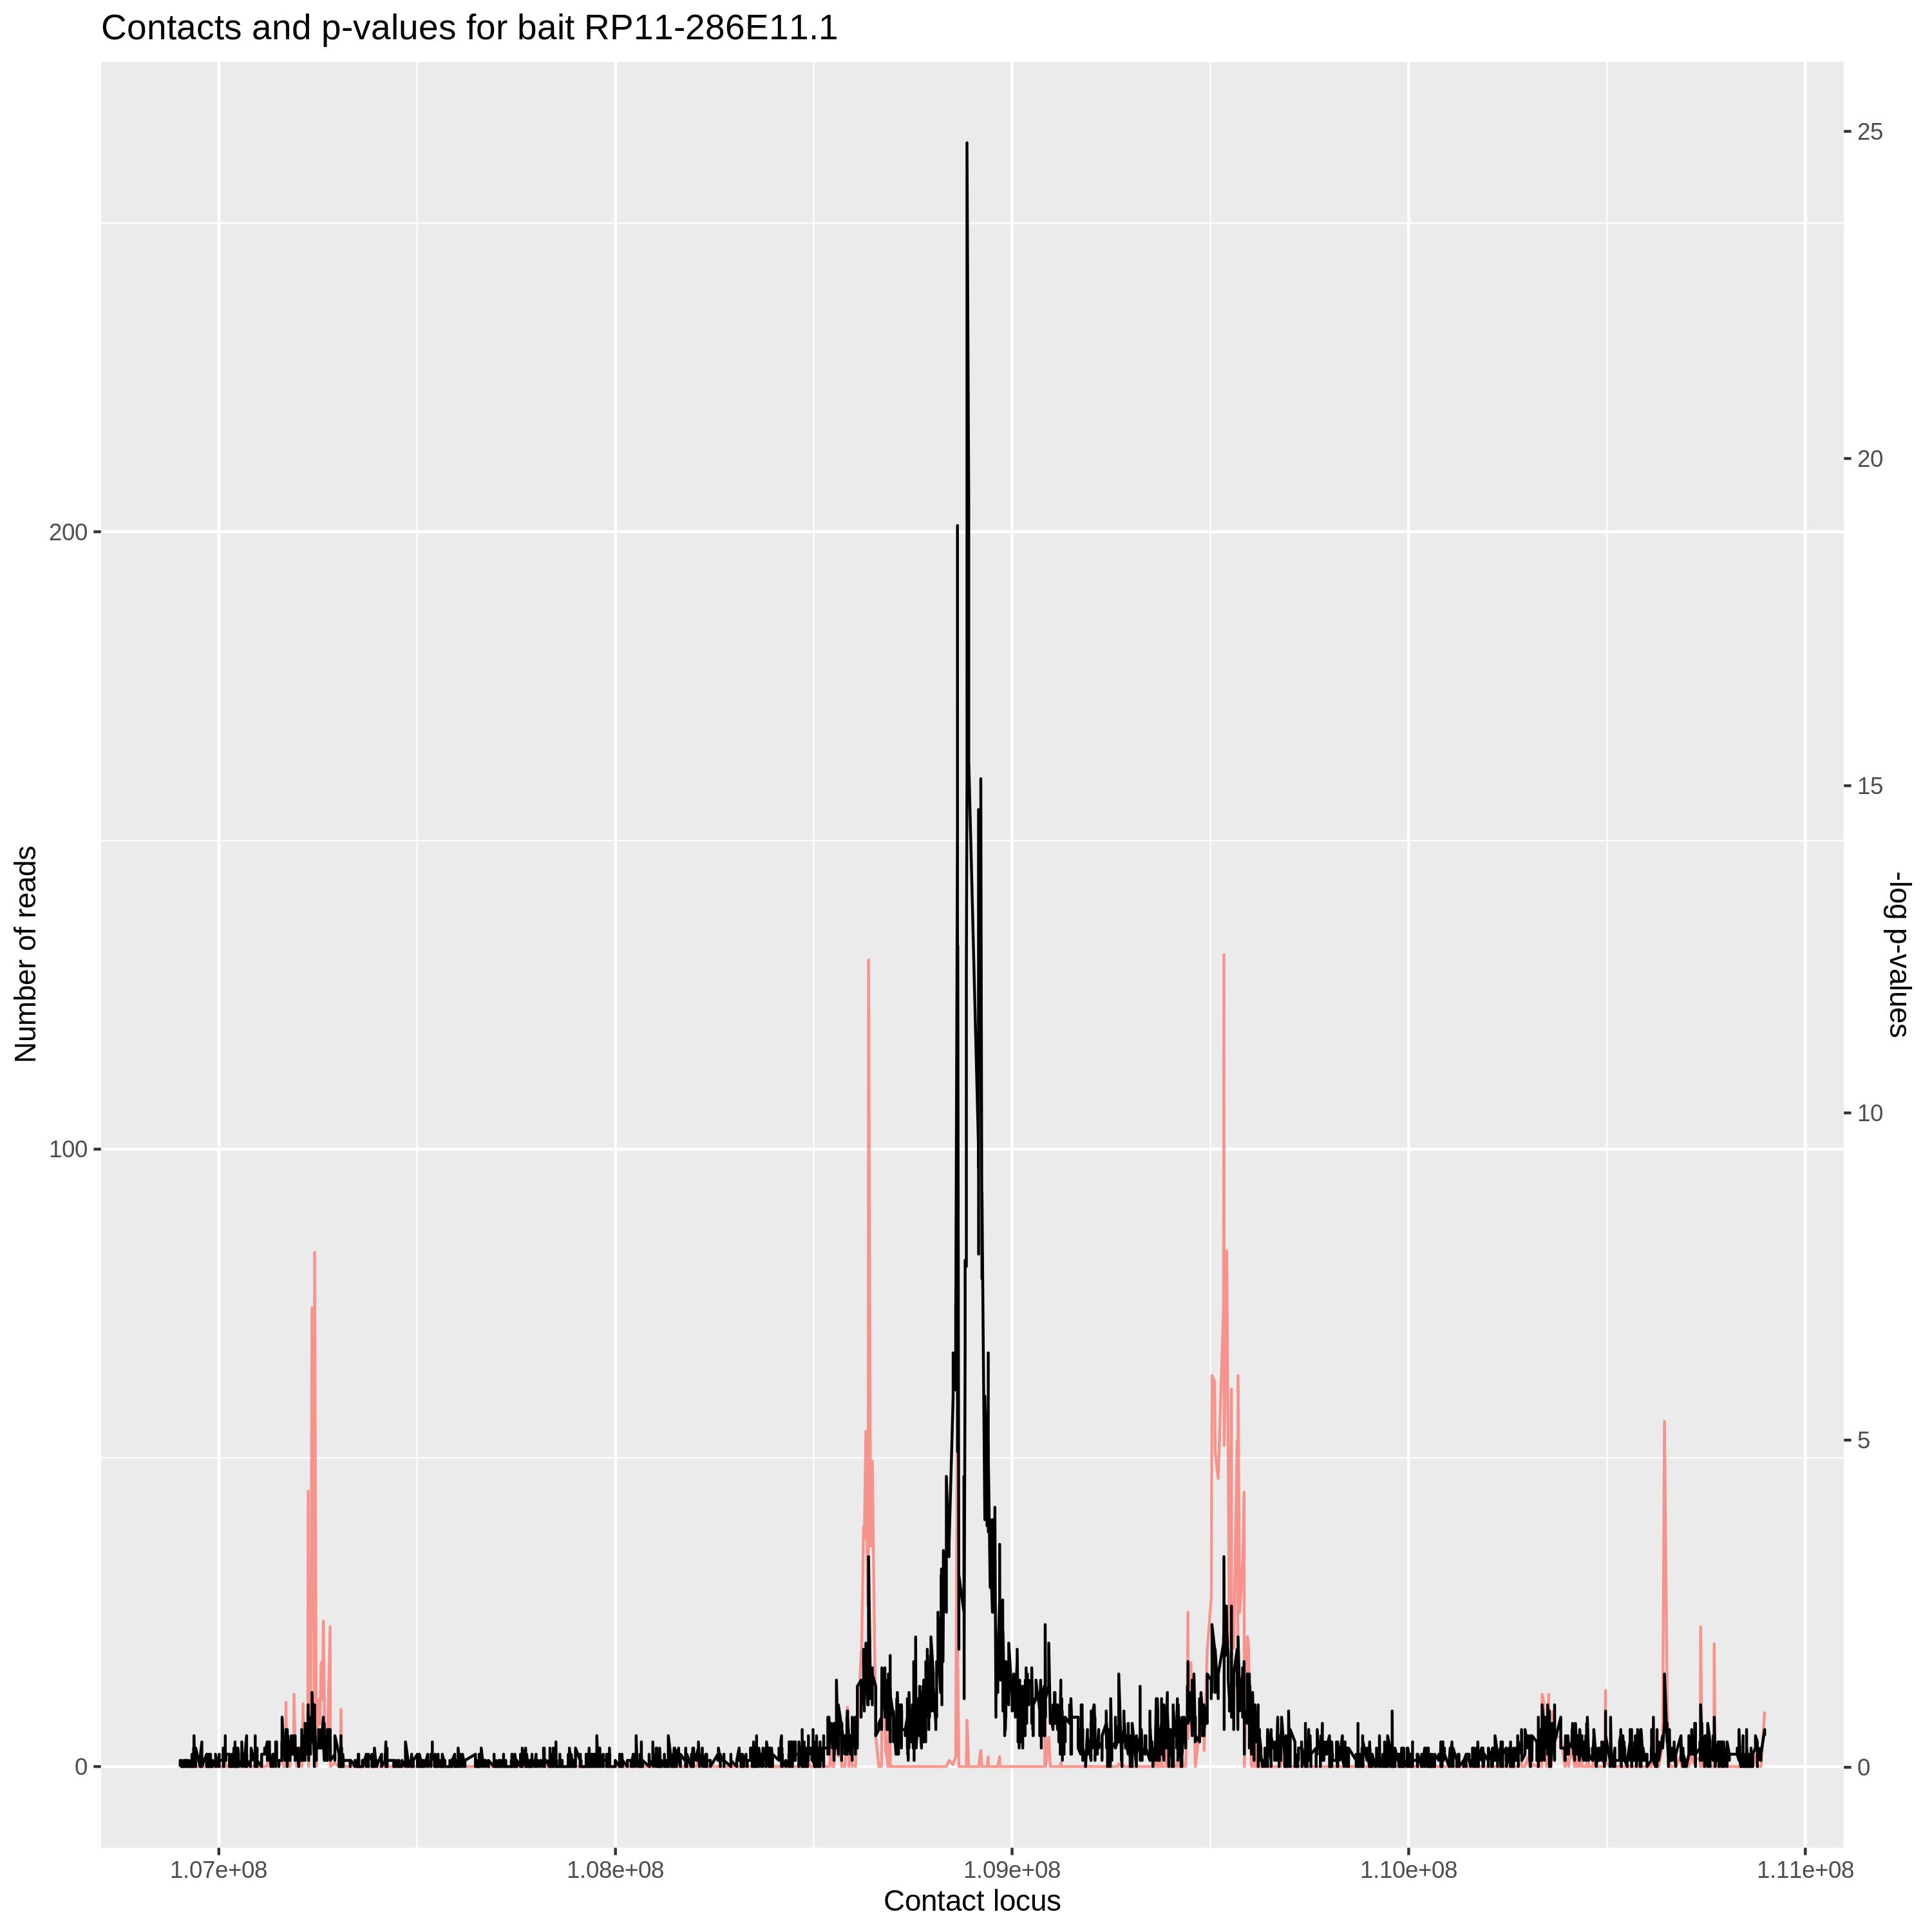 Contacts and p-values for bait RP11-286E11.1
Number of reads
200
100
0
25
20
15
10
5
0
-log p-values
1.07e+08
1.08e+08
1.09e+08
1.10e+08
1.11e+08
Contact locus